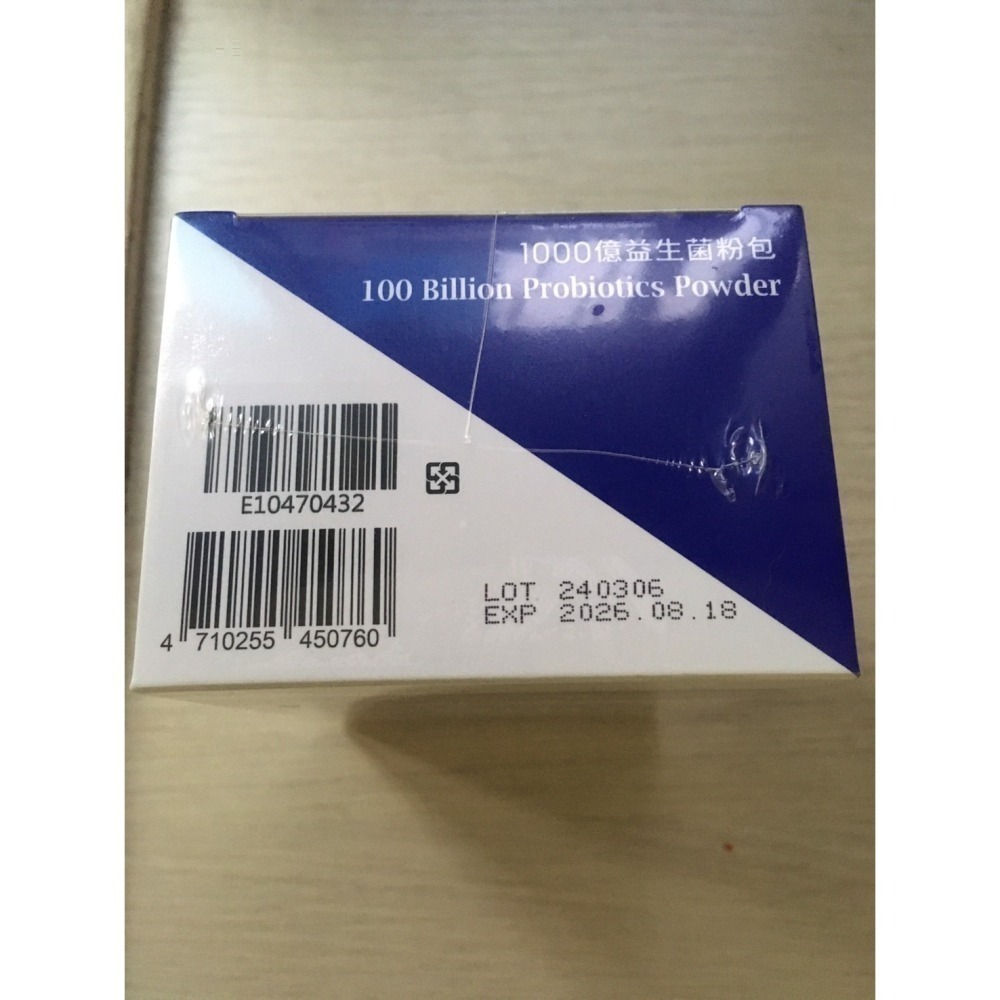 1000億益生菌粉包
100 Billion Probiotics Powder
E10470432
4 710255 450760
LOT 240306
EXP 2026.08.18